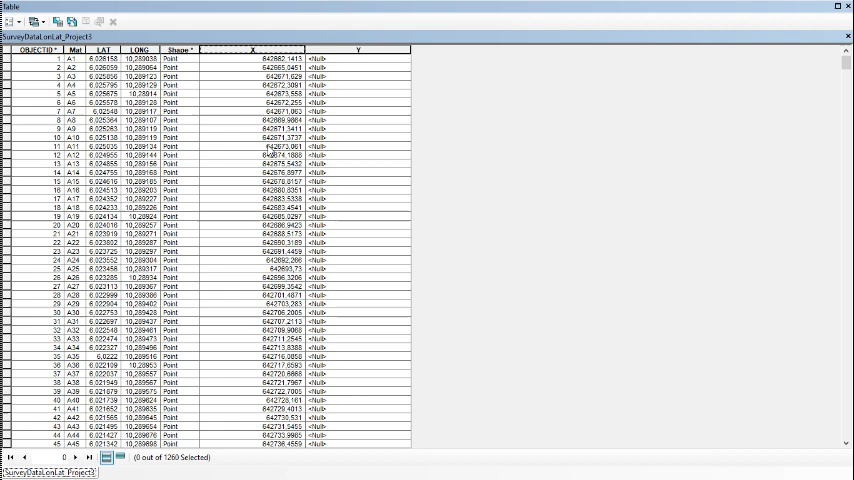 Table
SurveyDataLonLat_Project3
OBJECTID * Mat LAT LONG Shape * X Y
1 A1 6,026158 10,289038 Point 642662,1413 <Null>
2 A2 6,026059 10,289064 Point 642665,0451 <Null>
3 A3 6,025856 10,289123 Point 642671,629 <Null>
4 A4 6,025795 10,289129 Point 642672,3091 <Null>
5 A5 6,025675 10,28914 Point 642673,558 <Null>
6 A6 6,025578 10,289128 Point 642672,255 <Null>
7 A7 6,02548 10,289117 Point 642671,063 <Null>
8 A8 6,025364 10,289107 Point 642669,9864 <Null>
9 A9 6,025263 10,289119 Point 642671,3411 <Null>
10 A10 6,025138 10,289119 Point 642671,3737 <Null>
11 A11 6,025035 10,289134 Point 642673,061 <Null>
12 A12 6,024955 10,289144 Point 642674,1888 <Null>
13 A13 6,024855 10,289156 Point 642675,5432 <Null>
14 A14 6,024755 10,289168 Point 642676,8977 <Null>
15 A15 6,024616 10,289185 Point 642678,8157 <Null>
16 A16 6,024513 10,289203 Point 642680,8351 <Null>
17 A17 6,024352 10,289227 Point 642683,5338 <Null>
18 A18 6,024233 10,289226 Point 642683,4541 <Null>
19 A19 6,024134 10,28924 Point 642685,0297 <Null>
20 A20 6,024016 10,289257 Point 642686,9423 <Null>
21 A21 6,023919 10,289271 Point 642688,5173 <Null>
22 A22 6,023802 10,289287 Point 642690,3189 <Null>
23 A23 6,023725 10,289297 Point 642691,4459 <Null>
24 A24 6,023552 10,289304 Point 642692,266 <Null>
25 A25 6,023456 10,289317 Point 642693,73 <Null>
26 A26 6,023285 10,28934 Point 642696,3206 <Null>
27 A27 6,023113 10,289367 Point 642699,3542 <Null>
28 A28 6,022999 10,289386 Point 642701,4871 <Null>
29 A29 6,022914 10,289402 Point 642703,283 <Null>
30 A30 6,022753 10,289428 Point 642706,2005 <Null>
31 A31 6,022697 10,289437 Point 642707,2113 <Null>
32 A32 6,022548 10,289461 Point 642709,9068 <Null>
33 A33 6,022474 10,289473 Point 642711,2545 <Null>
34 A34 6,022327 10,289496 Point 642713,8388 <Null>
35 A35 6,0222 10,289516 Point 642716,0858 <Null>
36 A36 6,022109 10,28953 Point 642717,6593 <Null>
37 A37 6,022037 10,289557 Point 642720,6668 <Null>
38 A38 6,021949 10,289567 Point 642721,7967 <Null>
39 A39 6,021879 10,289575 Point 642722,7005 <Null>
40 A40 6,021758 10,289624 Point 642728,161 <Null>
41 A41 6,021652 10,289635 Point 642729,4013 <Null>
42 A42 6,021565 10,289645 Point 642730,531 <Null>
43 A43 6,021495 10,289654 Point 642731,5455 <Null>
44 A44 6,021427 10,289676 Point 642733,9985 <Null>
45 A45 6,021342 10,289698 Point 642736,4559 <Null>
0 (0 out of 1260 Selected)
SurveyDataLonLat_Project3